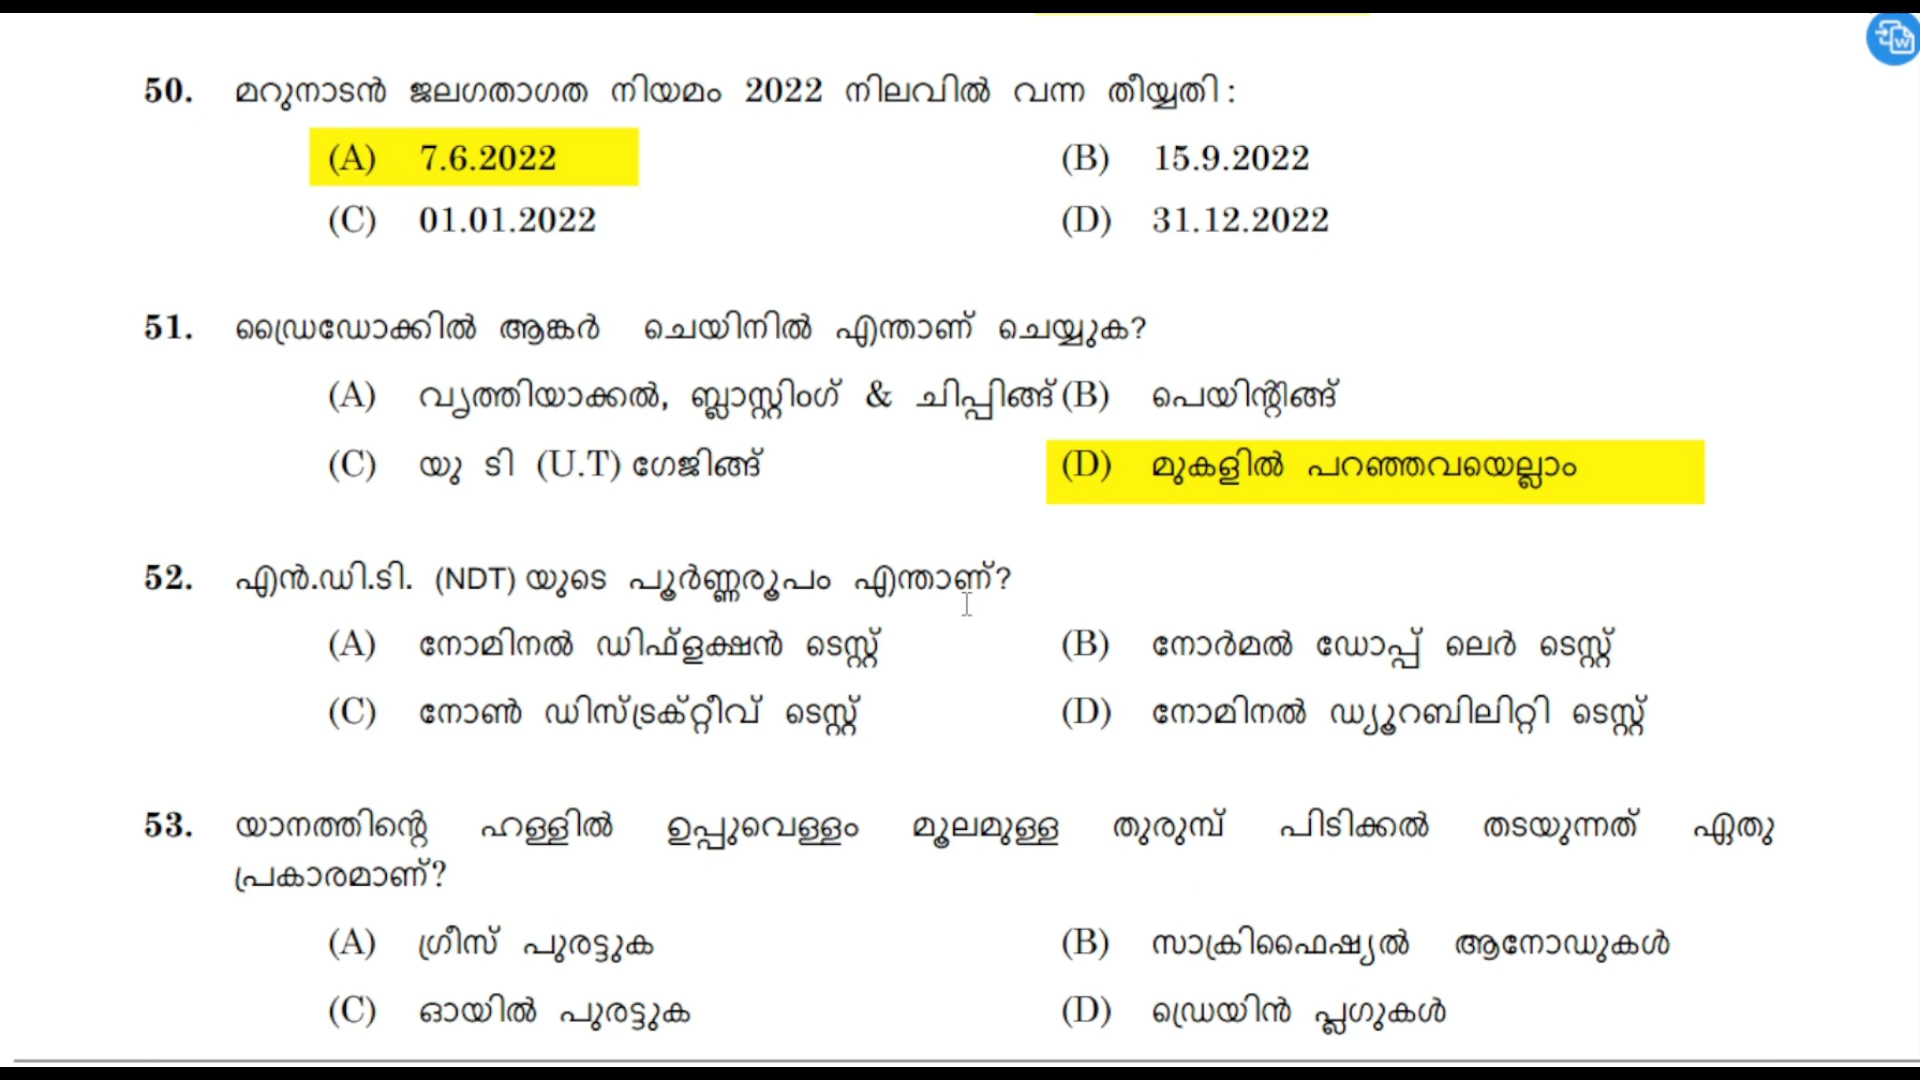 50. മറുനാടൻ ജലഗതാഗത നിയമം 2022 നിലവിൽ വന്ന തീയ്യതി :
(A) 7.6.2022 (B) 15.9.2022
(C) 01.01.2022 (D) 31.12.2022
51. ഡ്രൈഡോക്കിൽ ആങ്കർ ചെയിനിൽ എന്താണ് ചെയ്യുക?
(A) വൃത്തിയാക്കൽ, ബ്ലാസ്റ്റിംഗ് & ചിപ്പിങ്ങ് (B) പെയിന്റിങ്ങ്
(C) യു ടി (U.T) ഗേജിങ്ങ് (D) മുകളിൽ പറഞ്ഞവയെല്ലാം
52. എൻ.ഡി.ടി. (NDT) യുടെ പൂർണ്ണരൂപം എന്താണ്?
(A) നോമിനൽ ഡിഫ്ളക്ഷൻ ടെസ്റ്റ് (B) നോർമൽ ഡോപ്പ് ലെർ ടെസ്റ്റ്
(C) നോൺ ഡിസ്ട്രക്റ്റീവ് ടെസ്റ്റ് (D) നോമിനൽ ഡ്യൂറബിലിറ്റി ടെസ്റ്റ്
53. യാനത്തിന്റെ ഹള്ളിൽ ഉപ്പുവെള്ളം മൂലമുള്ള തുരുമ്പ് പിടിക്കൽ തടയുന്നത് ഏതു
പ്രകാരമാണ്?
(A) ഗ്രീസ് പുരട്ടുക (B) സാക്രിഫൈഷ്യൽ ആനോഡുകൾ
(C) ഓയിൽ പുരട്ടുക (D) ഡ്രെയിൻ പ്ലഗുകൾ